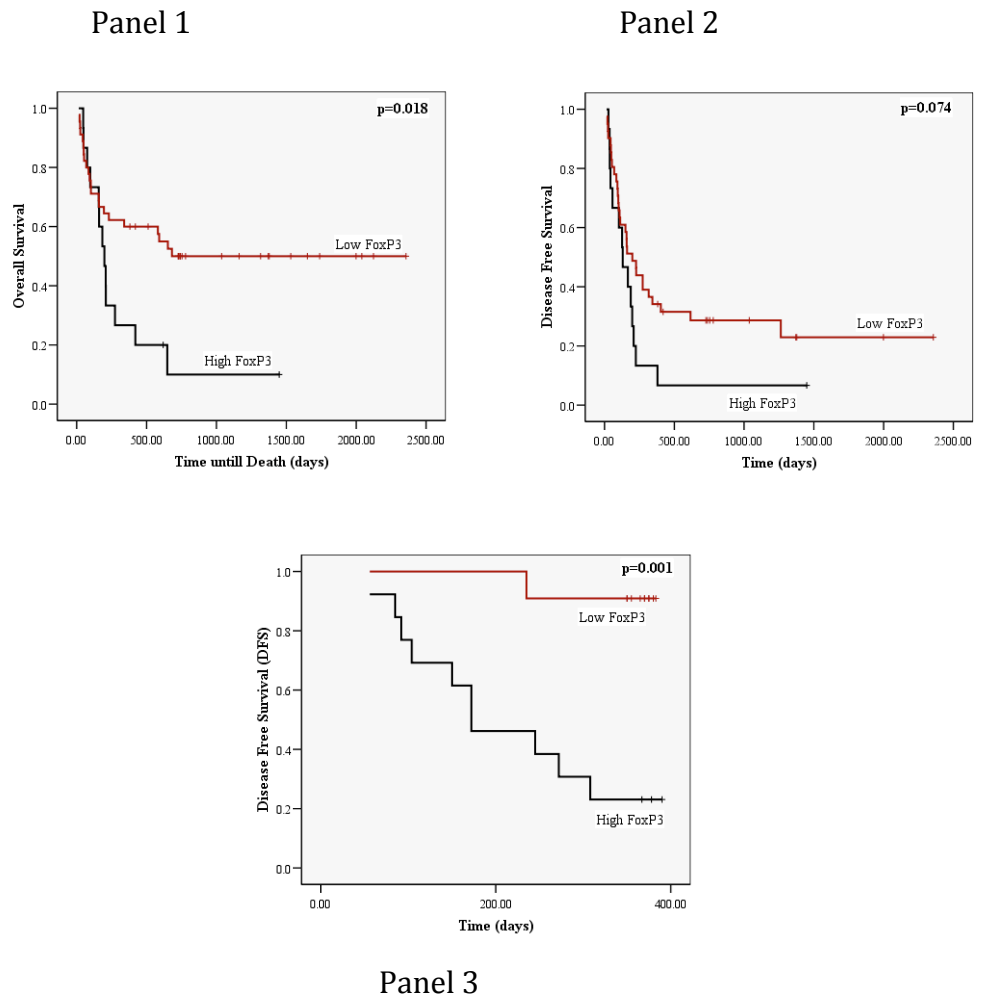 Panel 1
Panel 2
p=0.018
1.0
0.8
0.6
0.4
0.2
0.0
Overall Survival
Low FoxP3
High FoxP3
0.00 500.00 1000.00 1500.00 2000.00 2500.00
Time untill Death (days)
p=0.074
1.0
0.8
0.6
0.4
0.2
0.0
Disease Free Survival
Low FoxP3
High FoxP3
0.00 500.00 1000.00 1500.00 2000.00 2500.00
Time (days)
p=0.001
1.0
0.8
0.6
0.4
0.2
0.0
Disease Free Survival (DFS)
Low FoxP3
High FoxP3
0.00 200.00 400.00
Time (days)
Panel 3